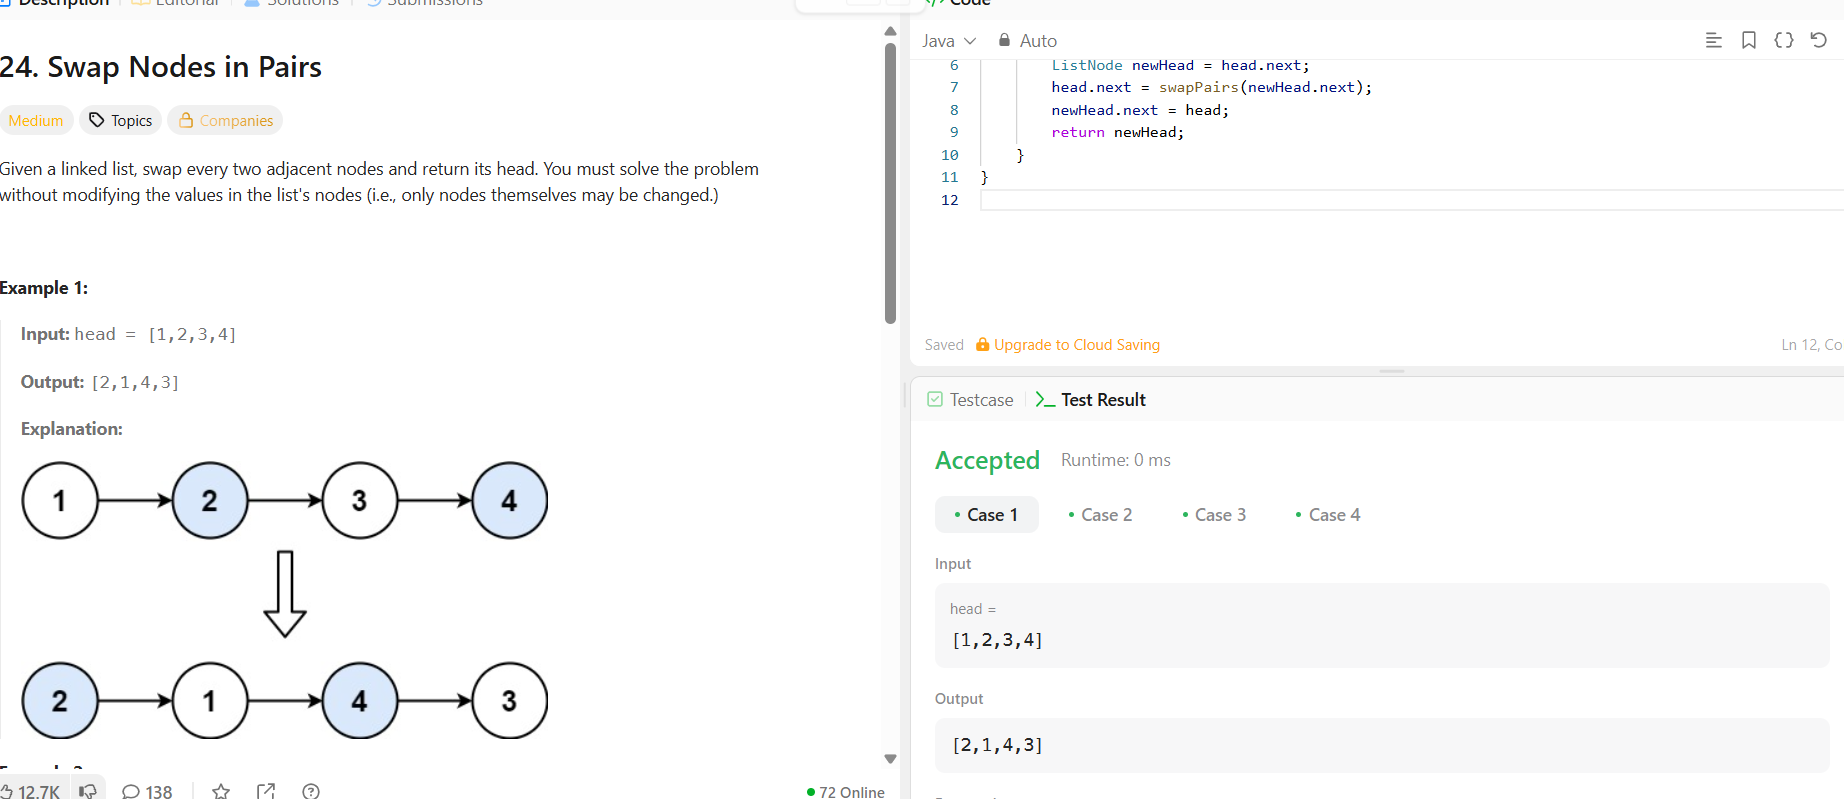 Description
Editorial
Solutions
Submissions
24. Swap Nodes in Pairs
Medium
Topics
Companies
Given a linked list, swap every two adjacent nodes and return its head. You must solve the problem
without modifying the values in the list's nodes (i.e., only nodes themselves may be changed.)
Example 1:
Input: head = [1,2,3,4]
Output: [2,1,4,3]
Explanation:
1
2
3
4
2
1
4
3
12.7K
138
72 Online
Code
Java
Auto
6 ListNode newHead = head.next;
7 head.next = swapPairs(newHead.next);
8 newHead.next = head;
9 return newHead;
10 }
11 }
12
Saved
Upgrade to Cloud Saving
Ln 12, Co
Testcase
Test Result
Accepted
Runtime: 0 ms
Case 1
Case 2
Case 3
Case 4
Input
head =
[1,2,3,4]
Output
[2,1,4,3]